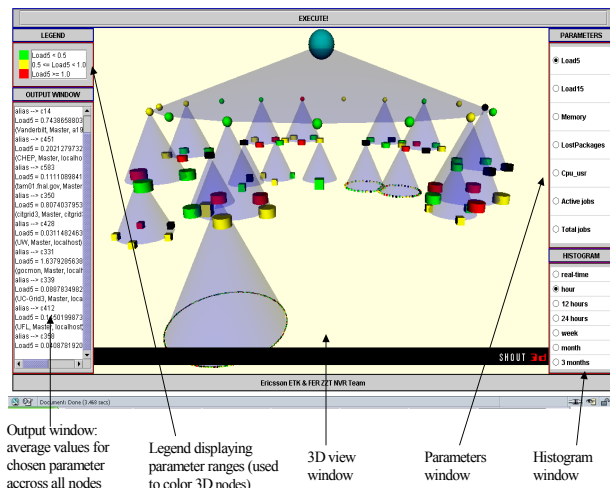 EXECUTE!
LEGEND
Load5 < 0.5
0.5 <= Load5 < 1.0
Load5 >= 1.0
OUTPUT WINDOW
alias --> c14
Load5 = 0.7438658803
(Vanderbilt, Master, a19
alias --> c451
Load5 = 0.2021279732
(CHEP, Master, localho
alias --> c583
Load5 = 0.1111089841
(tam01.fnal.gov, Master
alias --> c350
Load5 = 0.8074037953
(citgrid3, Master, citgrid
alias --> c428
Load5 = 0.0311482463
(UW, Master, localhost)
alias --> c331
Load5 = 1.6379285638
(gocmon, Master, localh
alias --> c339
Load5 = 0.0887834982
(UC-Grid3, Master, loca
alias --> c412
Load5 = 0.1450199873
(UFL, Master, localhost)
alias --> c358
Load5 = 0.0408781920
PARAMETERS
Load5
Load15
Memory
LostPackages
Cpu_usr
Active jobs
Total jobs
HISTOGRAM
real-time
hour
12 hours
24 hours
week
month
3 months
SHOUT 3D
Ericsson ETK & FER ZZT NVR Team
Document: Done (3.468 secs)
Output window:
average values for
chosen parameter
accross all nodes
Legend displaying
parameter ranges (used
to color 3D nodes)
3D view
window
Parameters
window
Histogram
window